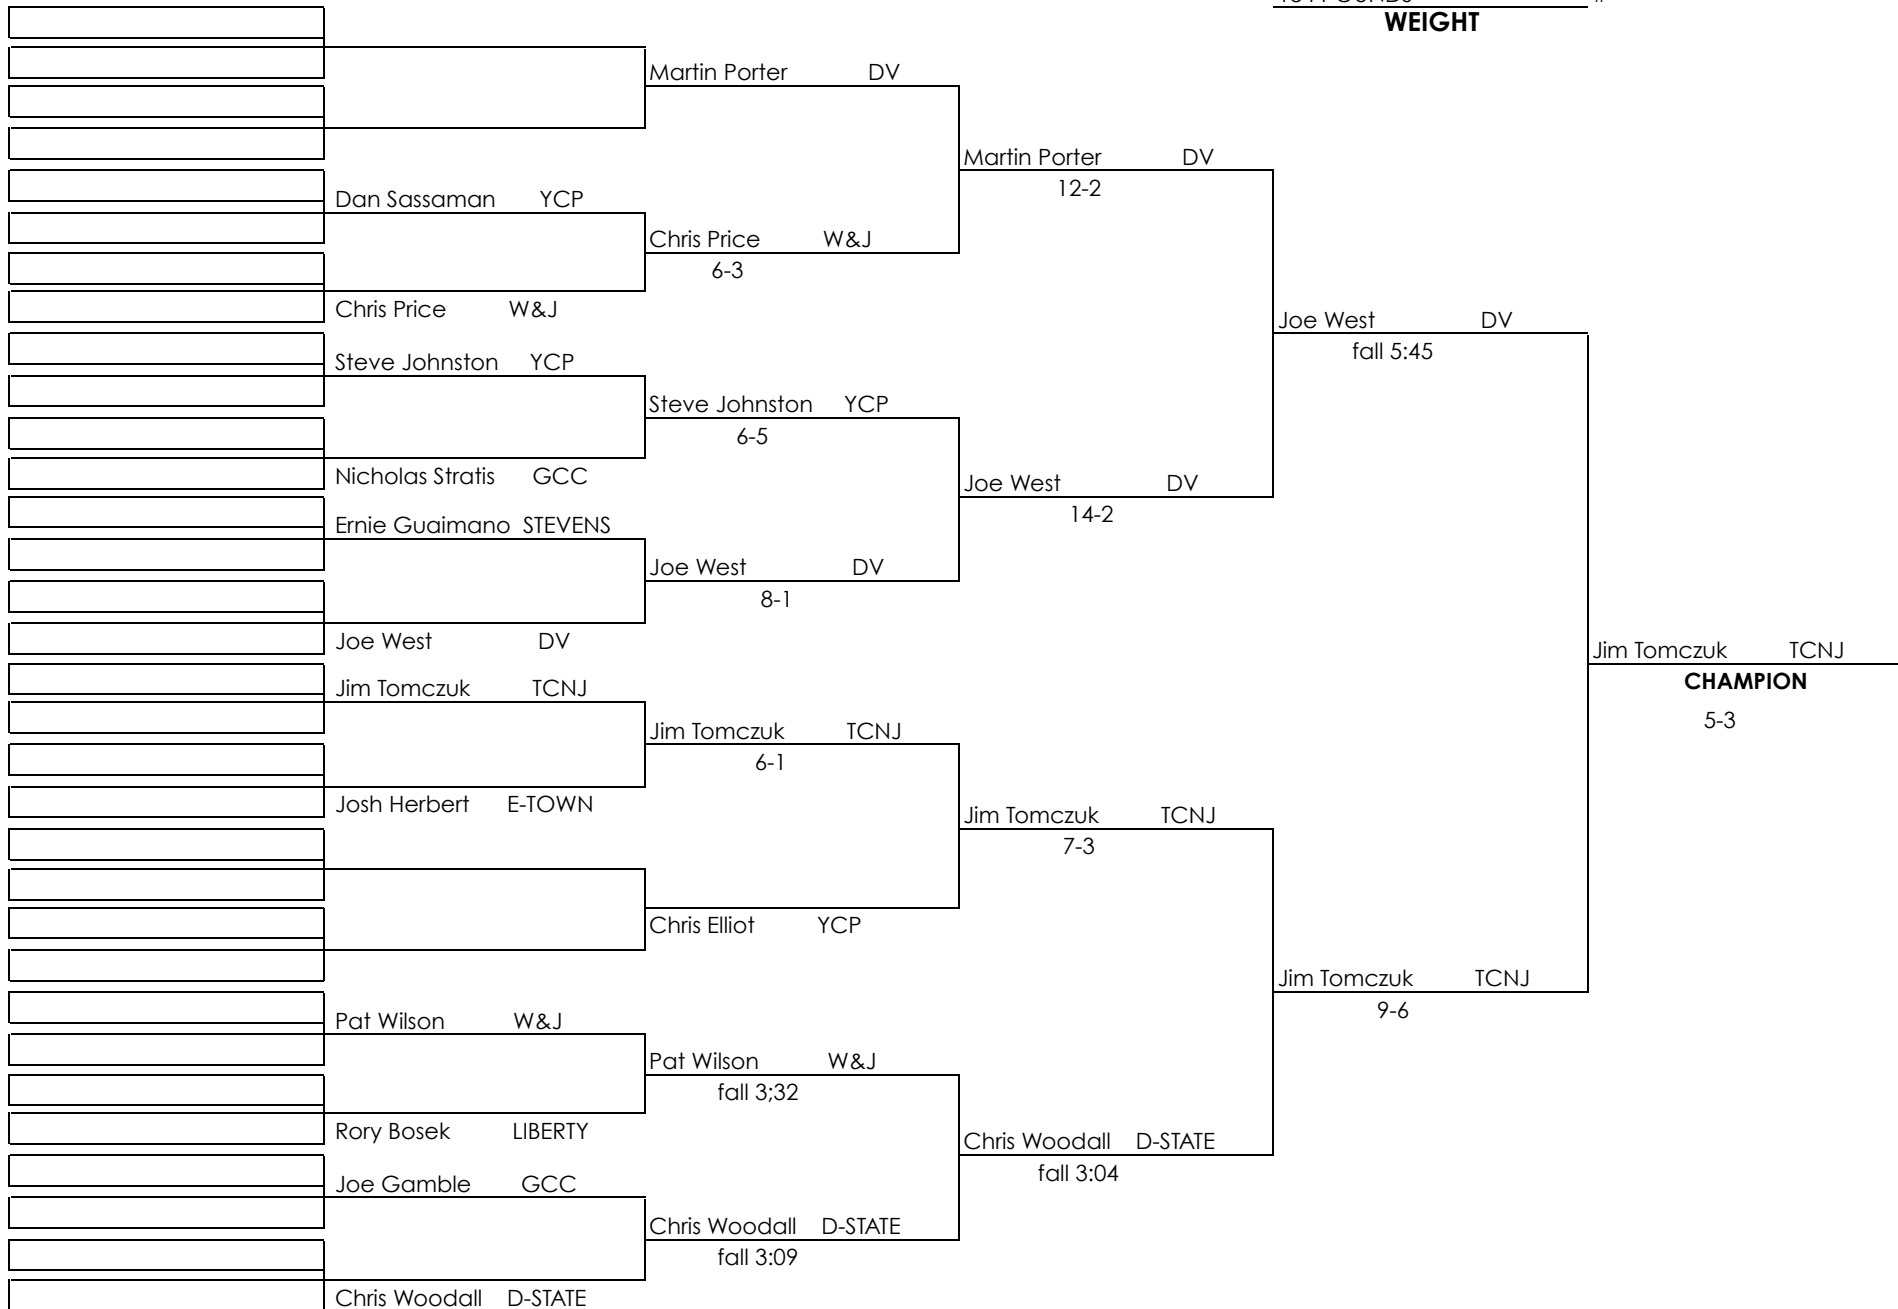 WEIGHT
Martin Porter DV
Martin Porter DV
12-2
Dan Sassaman YCP
Chris Price W&J
6-3
Chris Price W&J
Joe West DV
fall 5:45
Steve Johnston YCP
Steve Johnston YCP
6-5
Nicholas Stratis GCC
Joe West DV
14-2
Ernie Guaimano STEVENS
Joe West DV
8-1
Joe West DV
Jim Tomczuk TCNJ
CHAMPION
5-3
Jim Tomczuk TCNJ
Jim Tomczuk TCNJ
6-1
Josh Herbert E-TOWN
Jim Tomczuk TCNJ
7-3
Chris Elliot YCP
Jim Tomczuk TCNJ
9-6
Pat Wilson W&J
Pat Wilson W&J
fall 3;32
Rory Bosek LIBERTY
Chris Woodall D-STATE
fall 3:04
Joe Gamble GCC
Chris Woodall D-STATE
fall 3:09
Chris Woodall D-STATE